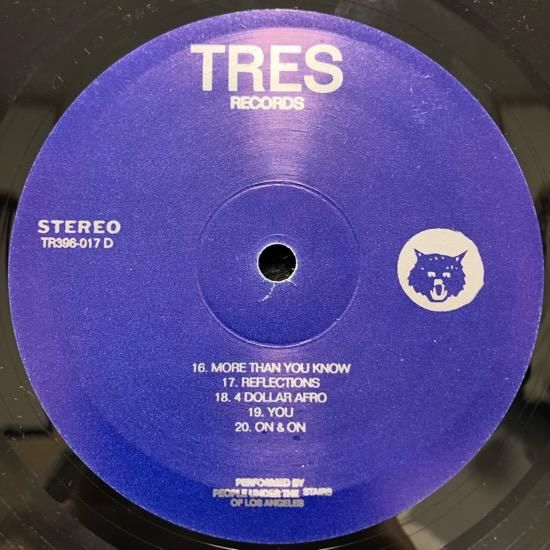 TRES
RECORDS
STEREO
TR396-017 D
16. MORE THAN YOU KNOW
17. REFLECTIONS
18. 4 DOLLAR AFRO
19. YOU
20. ON & ON
PERFORMED BY
PEOPLE UNDER THE STAIRS
OF LOS ANGELES